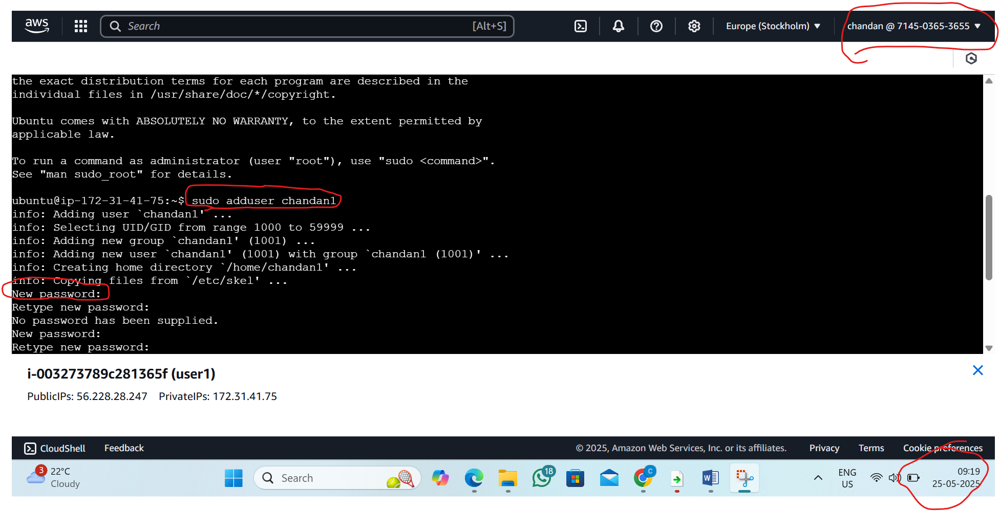 aws
Search
[Alt+S]
Europe (Stockholm)
chandan @ 7145-0365-3655
the exact distribution terms for each program are described in the
individual files in /usr/share/doc/*/copyright.
Ubuntu comes with ABSOLUTELY NO WARRANTY, to the extent permitted by
applicable law.
To run a command as administrator (user "root"), use "sudo <command>".
See "man sudo_root" for details.
ubuntu@ip-172-31-41-75:~$ sudo adduser chandan1
info: Adding user `chandan1' ...
info: Selecting UID/GID from range 1000 to 59999 ...
info: Adding new group `chandan1' (1001) ...
info: Adding new user `chandan1' (1001) with group `chandan1 (1001)' ...
info: Creating home directory `/home/chandan1' ...
info: Copying files from `/etc/skel' ...
New password:
Retype new password:
No password has been supplied.
New password:
Retype new password:
i-003273789c281365f (user1)
PublicIPs: 56.228.28.247 PrivateIPs: 172.31.41.75
CloudShell
Feedback
© 2025, Amazon Web Services, Inc. or its affiliates.
Privacy
Terms
Cookie preferences
3
22°C
Cloudy
Search
18
C
W
ENG
US
09:19
25-05-2025